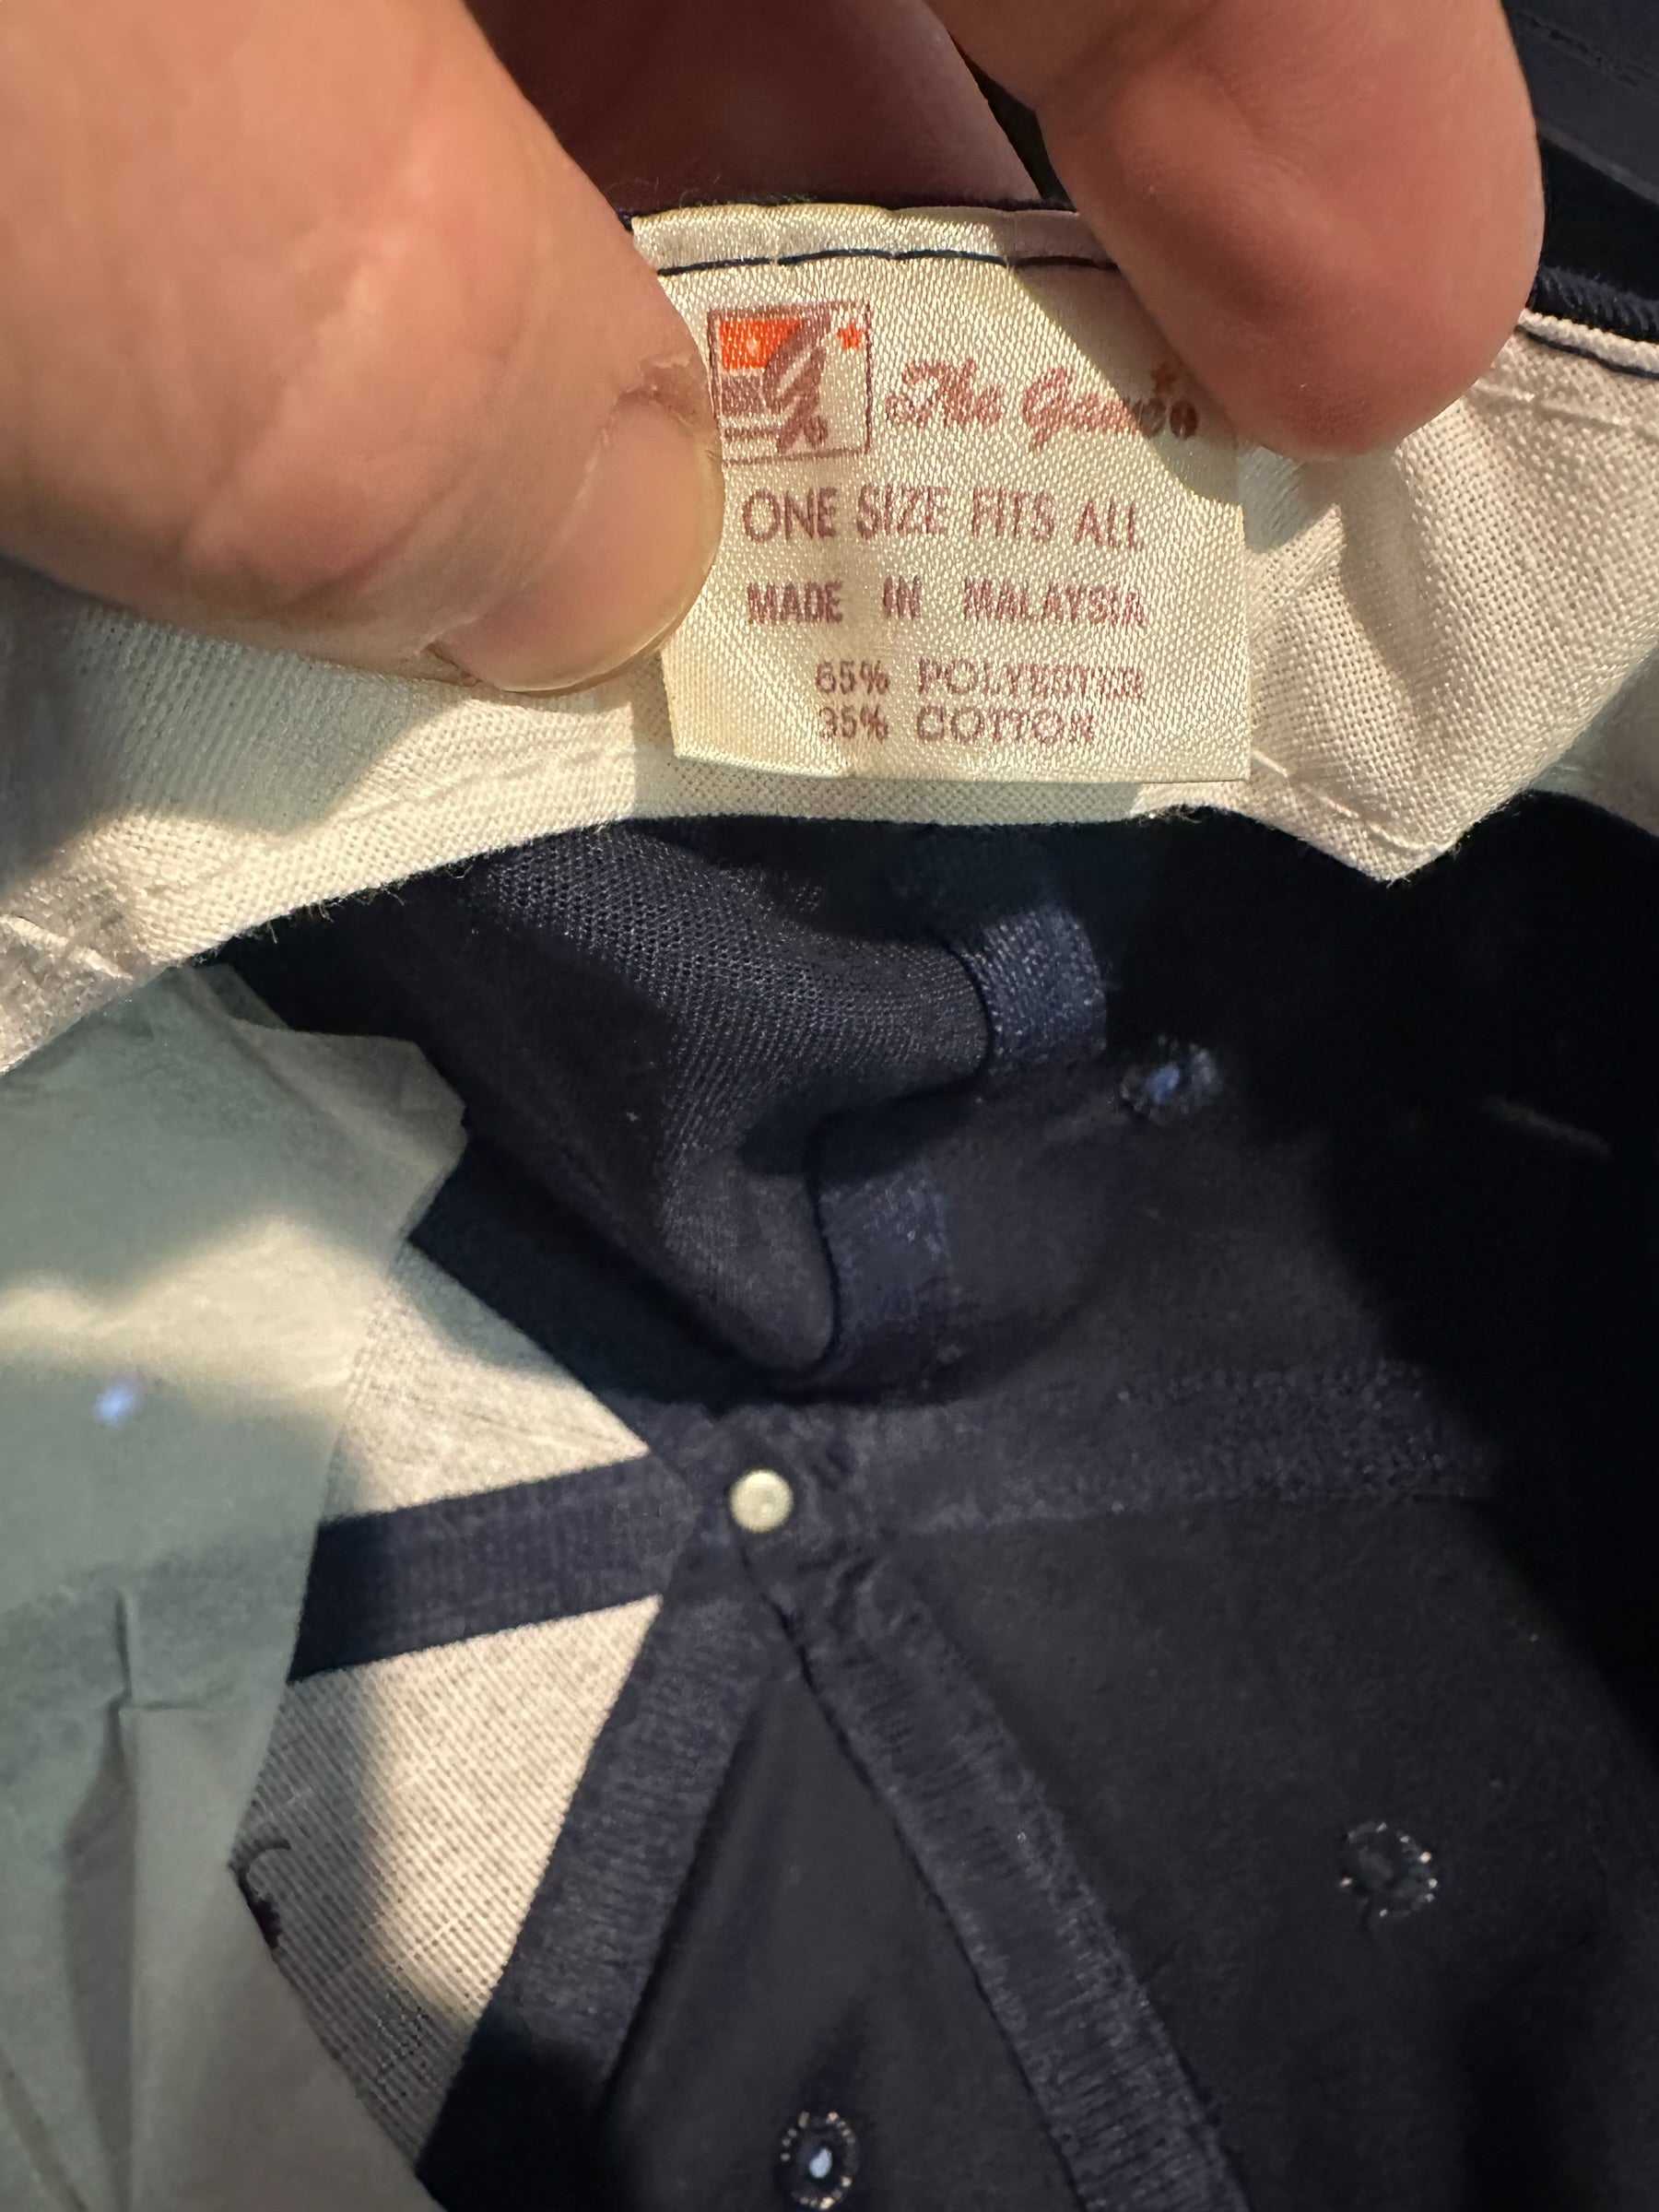 The Game®
ONE SIZE FITS ALL
MADE IN MALAYSIA
65% POLYESTER
35% COTTON